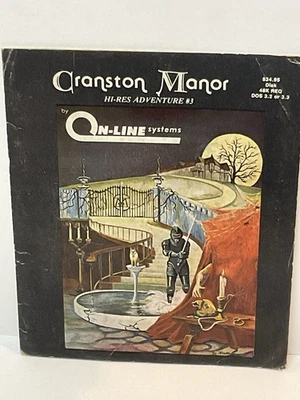 Cranston Manor
HI-RES ADVENTURE #3
$34.95
Disk
48K REQ
DOS 3.2 or 3.3
by
ON-LINE systems